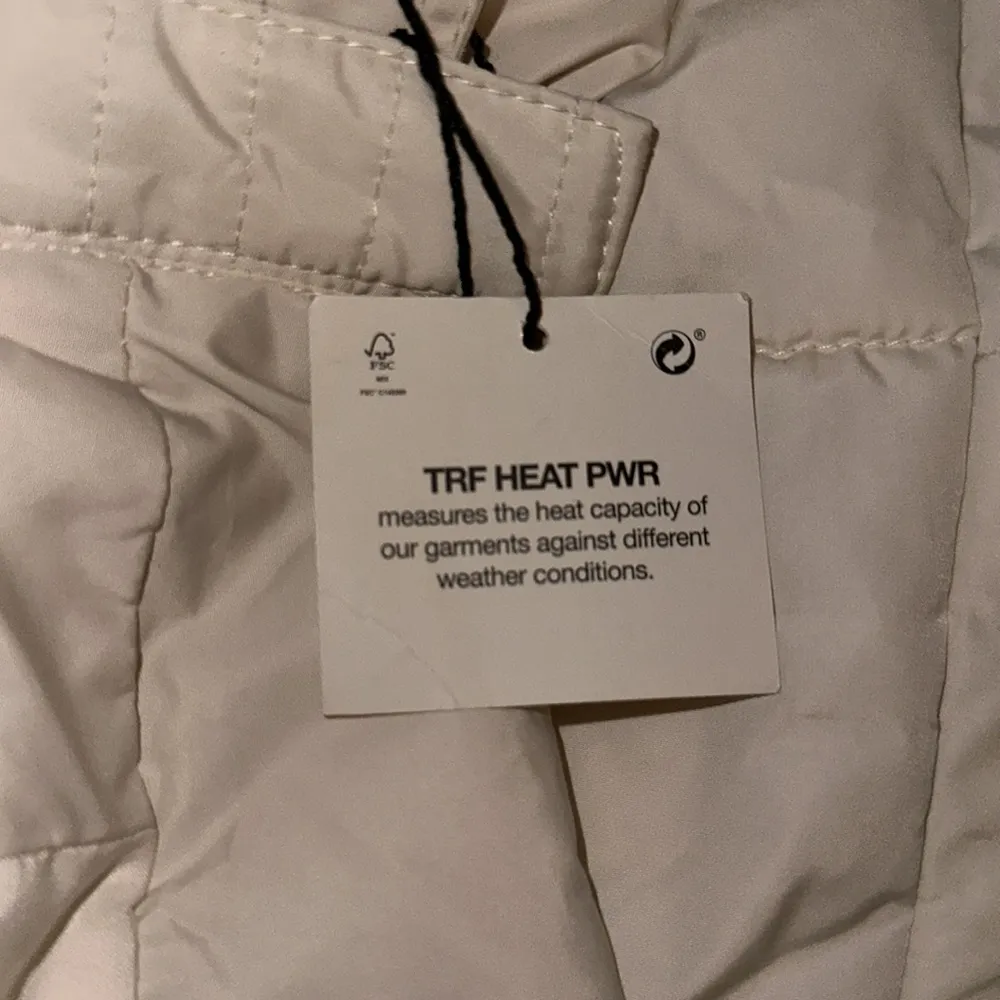 FSC
®
TRF HEAT PWR
measures the heat capacity of
our garments against different
weather conditions.